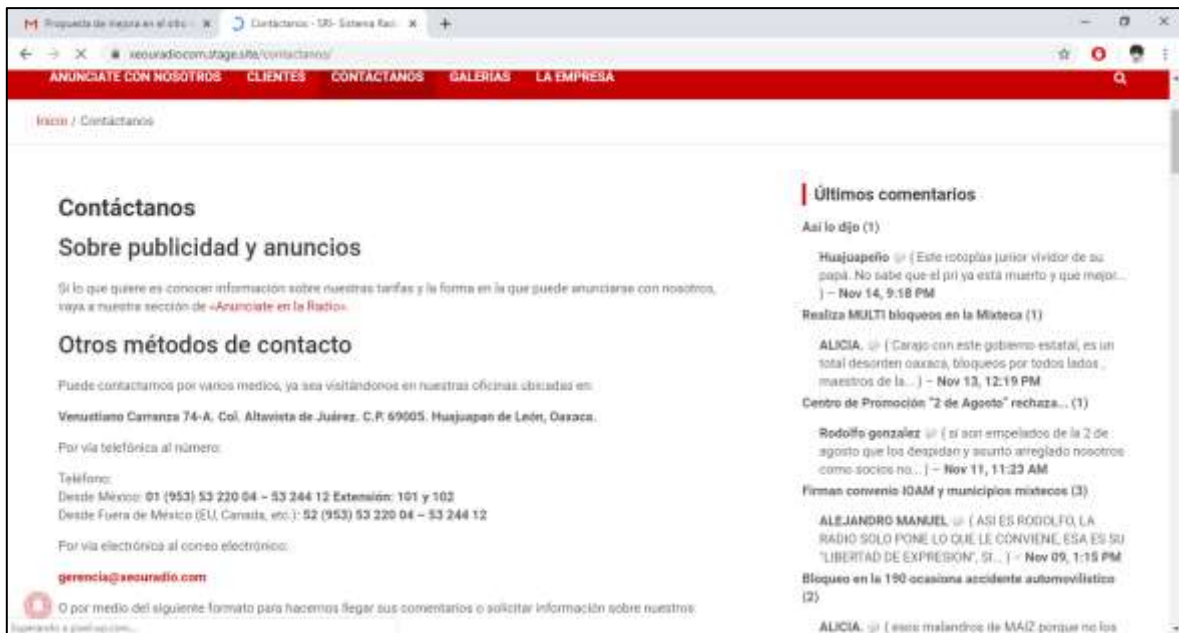 Propuesta de mejora en el sitio
Contáctanos - SRI- Sistema Radi
xeouradiocom.stage.site/contactanos/
ANÚNCIATE CON NOSOTROS CLIENTES CONTÁCTANOS GALERÍAS LA EMPRESA
Inicio / Contáctanos
Contáctanos
Sobre publicidad y anuncios
Si lo que quiere es conocer información sobre nuestras tarifas y la forma en la que puede anunciarse con nosotros,
vaya a nuestra sección de «Anunciate en la Radio».
Otros métodos de contacto
Puede contactarnos por varios medios, ya sea visitándonos en nuestras oficinas ubicadas en:
Venustiano Carranza 74-A. Col. Altavista de Juárez. C.P. 69005. Huajuapan de León, Oaxaca.
Por vía telefónica al número:
Teléfono:
Desde México: 01 (953) 53 220 04 – 53 244 12 Extensión: 101 y 102
Desde Fuera de México (EU, Canada, etc.): 52 (953) 53 220 04 – 53 244 12
Por vía electrónica al correo electrónico:
gerencia@xeouradio.com
O por medio del siguiente formato para hacernos llegar sus comentarios o solicitar información sobre nuestros
Esperando a pixel.wp.com...
Últimos comentarios
Así lo dijo (1)
Huajuapeño { Este rotoplas junior vividor de su
papá. No sabe que el pri ya está muerto y que mejor...
} – Nov 14, 9:18 PM
Realiza MULTI bloqueos en la Mixteca (1)
ALICIA. { Carajo con este gobierno estatal, es un
total desorden oaxaca, bloqueos por todos lados ,
maestros de la... } – Nov 13, 12:19 PM
Centro de Promoción "2 de Agosto" rechaza... (1)
Rodolfo gonzalez { si son empelados de la 2 de
agosto que los despidan y asunto arreglado nosotros
como socios no... } – Nov 11, 11:23 AM
Firman convenio IOAM y municipios mixtecos (3)
ALEJANDRO MANUEL { ASI ES RODOLFO, LA
RADIO SOLO PONE LO QUE LE CONVIENE, ESA ES SU
"LIBERTAD DE EXPRESION", SI... } – Nov 09, 1:15 PM
Bloqueo en la 190 ocasiona accidente automovilístico
(2)
ALICIA. { esos malandros de MAIZ porque no los